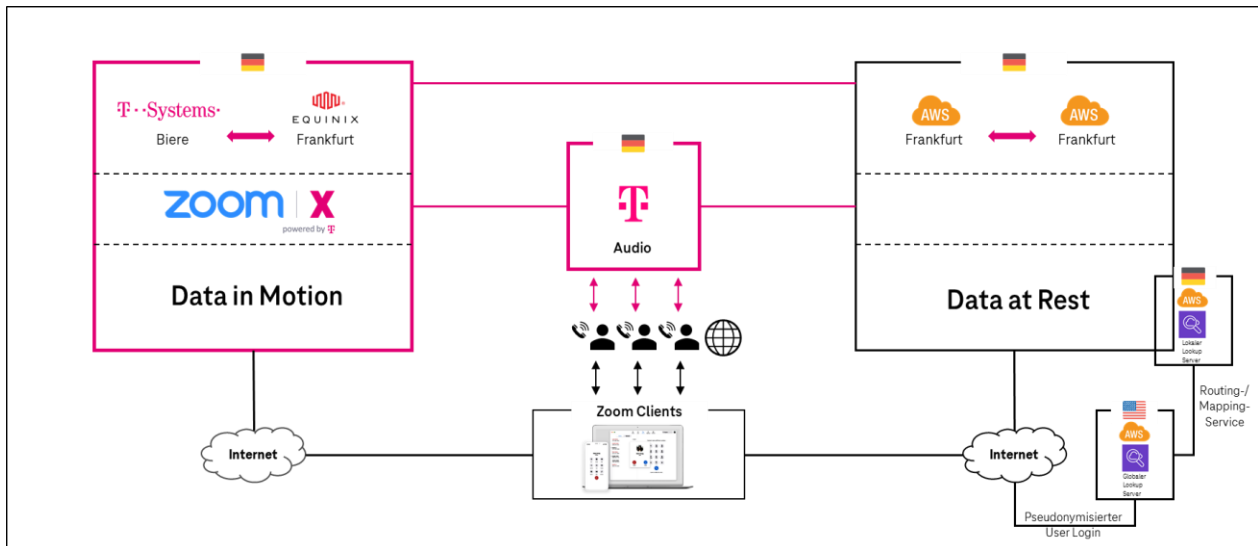 T··Systems·
Biere
EQUINIX
Frankfurt
zoom X
powered by T
Data in Motion
T
Audio
AWS
Frankfurt
AWS
Frankfurt
Data at Rest
AWS
Lokaler
Lookup
Server
Routing-/
Mapping-
Service
Zoom Clients
Internet
Internet
AWS
Globaler
Lookup
Server
Pseudonymisierter
User Login